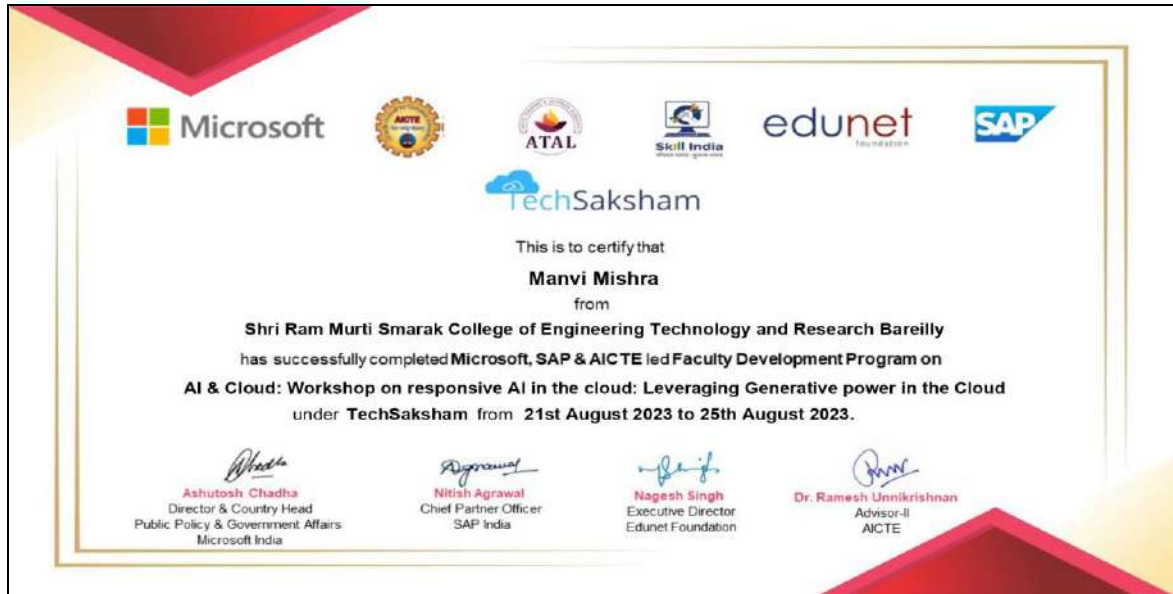 Microsoft
AICTE
ATAL
Skill India
edunet
foundation
SAP
TechSaksham
This is to certify that
Manvi Mishra
from
Shri Ram Murti Smarak College of Engineering Technology and Research Bareilly
has successfully completed Microsoft, SAP & AICTE led Faculty Development Program on
AI & Cloud: Workshop on responsive AI in the cloud: Leveraging Generative power in the Cloud
under TechSaksham from 21st August 2023 to 25th August 2023.
Ashutosh Chadha
Director & Country Head
Public Policy & Government Affairs
Microsoft India
Nitish Agrawal
Chief Partner Officer
SAP India
Nagesh Singh
Executive Director
Edunet Foundation
Dr. Ramesh Unnikrishnan
Advisor-II
AICTE